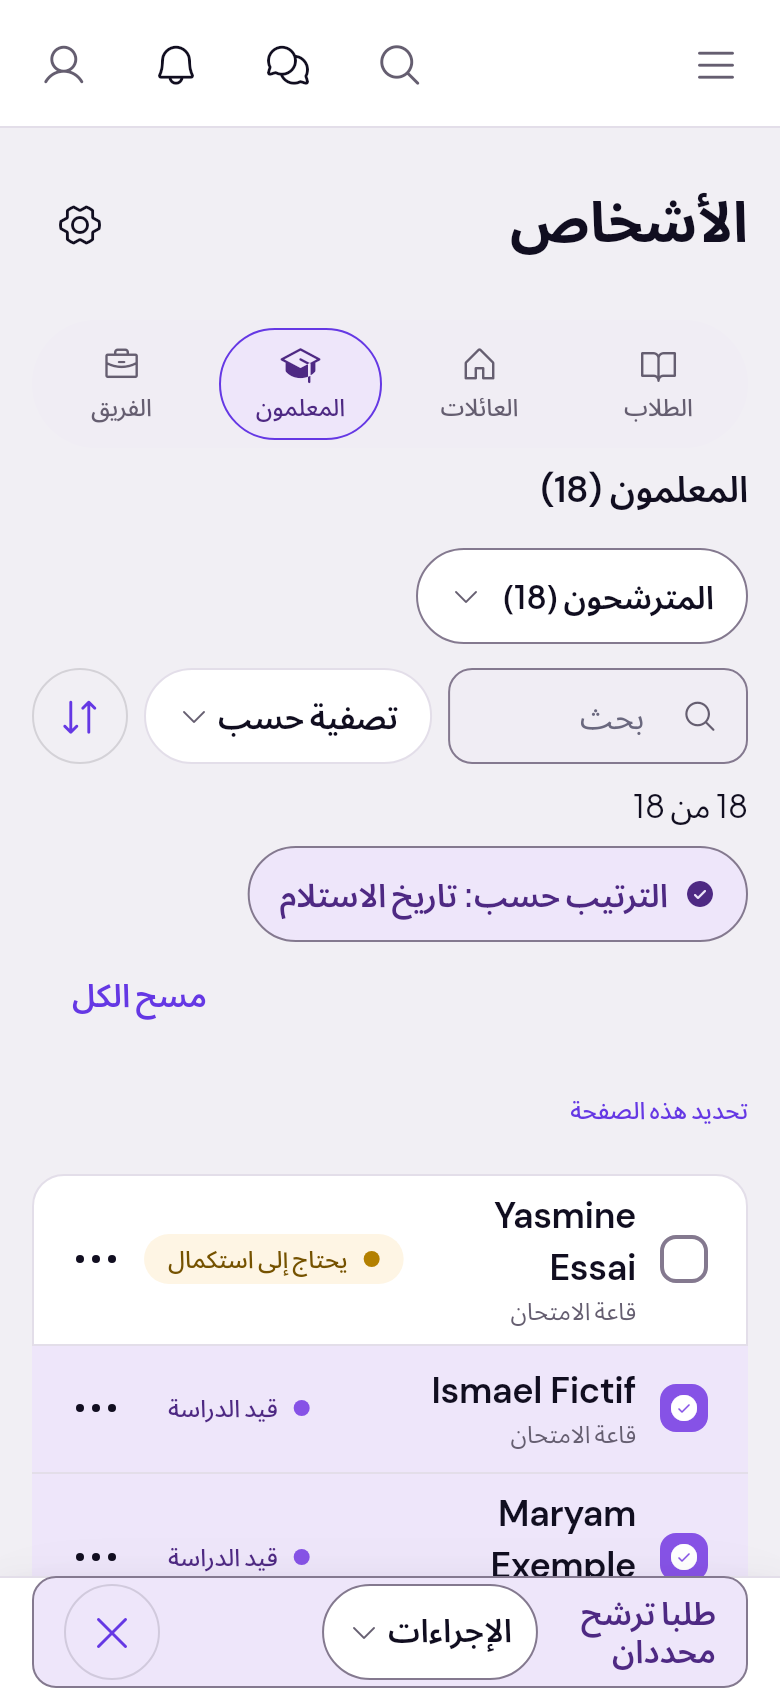 الأشخاص
الطلاب
العائلات
المعلمون
الفريق
المعلمون (18)
المترشحون (18)
بحث
تصفية حسب
18 من 18
الترتيب حسب: تاريخ الاستلام
مسح الكل
تحديد هذه الصفحة
Yasmine
Essai
قاعة الامتحان
يحتاج إلى استكمال
Ismael Fictif
قاعة الامتحان
قيد الدراسة
Maryam
Exemple
قيد الدراسة
طلبا ترشح
محددان
الإجراءات